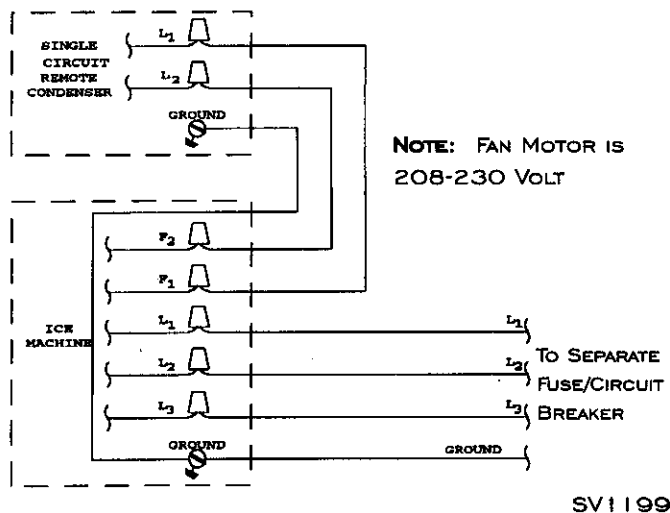 SINGLE
CIRCUIT
REMOTE
CONDENSER
L1
L2
GROUND
NOTE: FAN MOTOR IS
208-230 VOLT
ICE
MACHINE
F2
F1
L1
L2
L3
GROUND
L1
L2
L3
GROUND
TO SEPARATE
FUSE/CIRCUIT
BREAKER
SV1199